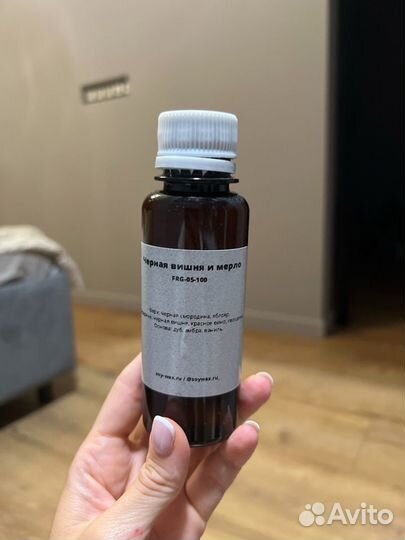 черная вишня и мерло
FRG-05-100
Верх: черная смородина, яблоко,
черная вишня, красное вино,
Основа: дуб, амбра, ваниль.
soy-wax.ru / @soywax.ru,
Avito